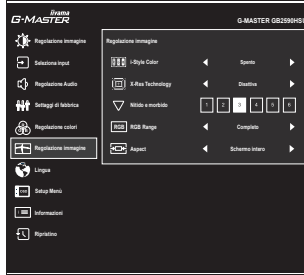 iiyama
G-MASTER
G-MASTER GB2590HSU
Regolazione immagine
Seleziona input
Regolazione Audio
Settaggi di fabbrica
Regolazione colori
Regolazione immagine
Lingua
OSD Setup Menù
Informazioni
Ripristino
Regolazione immagine
i-Style Color Spento
X-Res Technology Disattiva
Nitido e morbido 1 2 3 4 5 6
RGB RGB Range Completo
Aspect Schermo intero